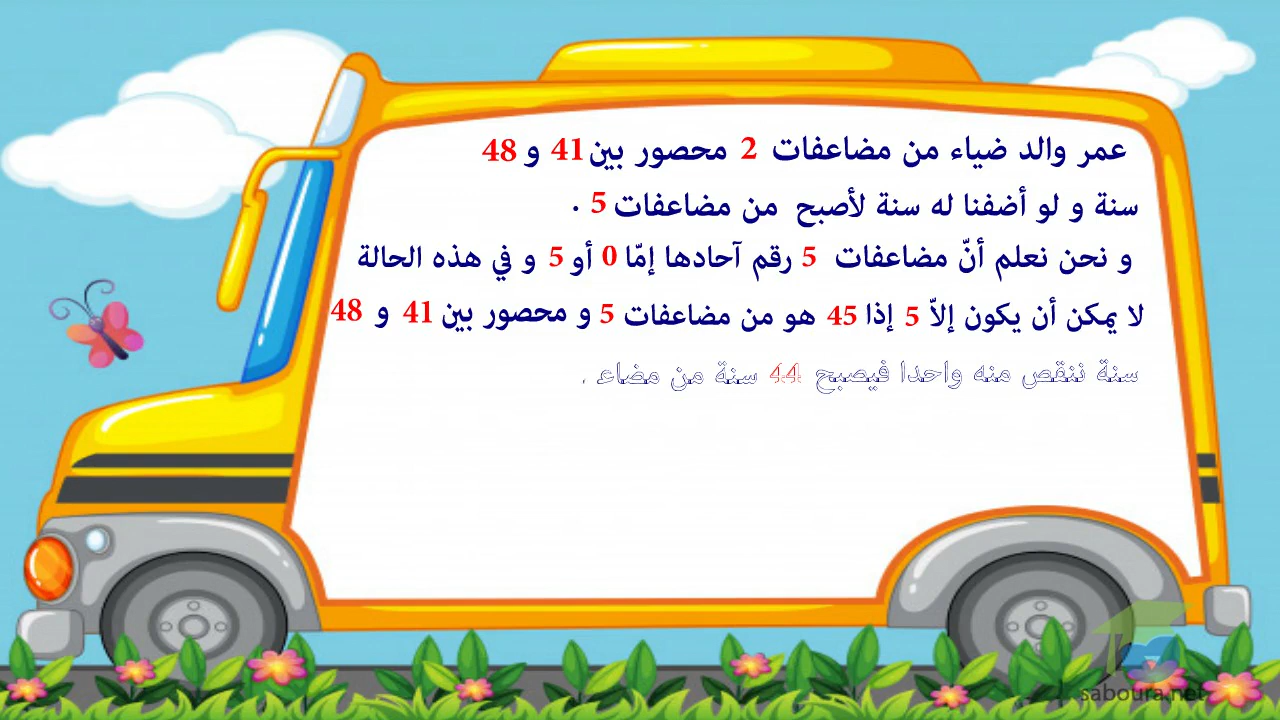 عمر والد ضياء من مضاعفات 2 محصور بين 41 و 48
سنة و لو أضفنا له سنة لأصبح من مضاعفات 5 .
و نحن نعلم أنّ مضاعفات 5 رقم آحادها إمّا 0 أو 5 و في هذه الحالة
لا يمكن أن يكون إلاّ 5 إذا 45 هو من مضاعفات 5 و محصور بين 41 و 48
سنة ننقص منه واحدا فيصبح 44 سنة من مضاء .
saboura.net